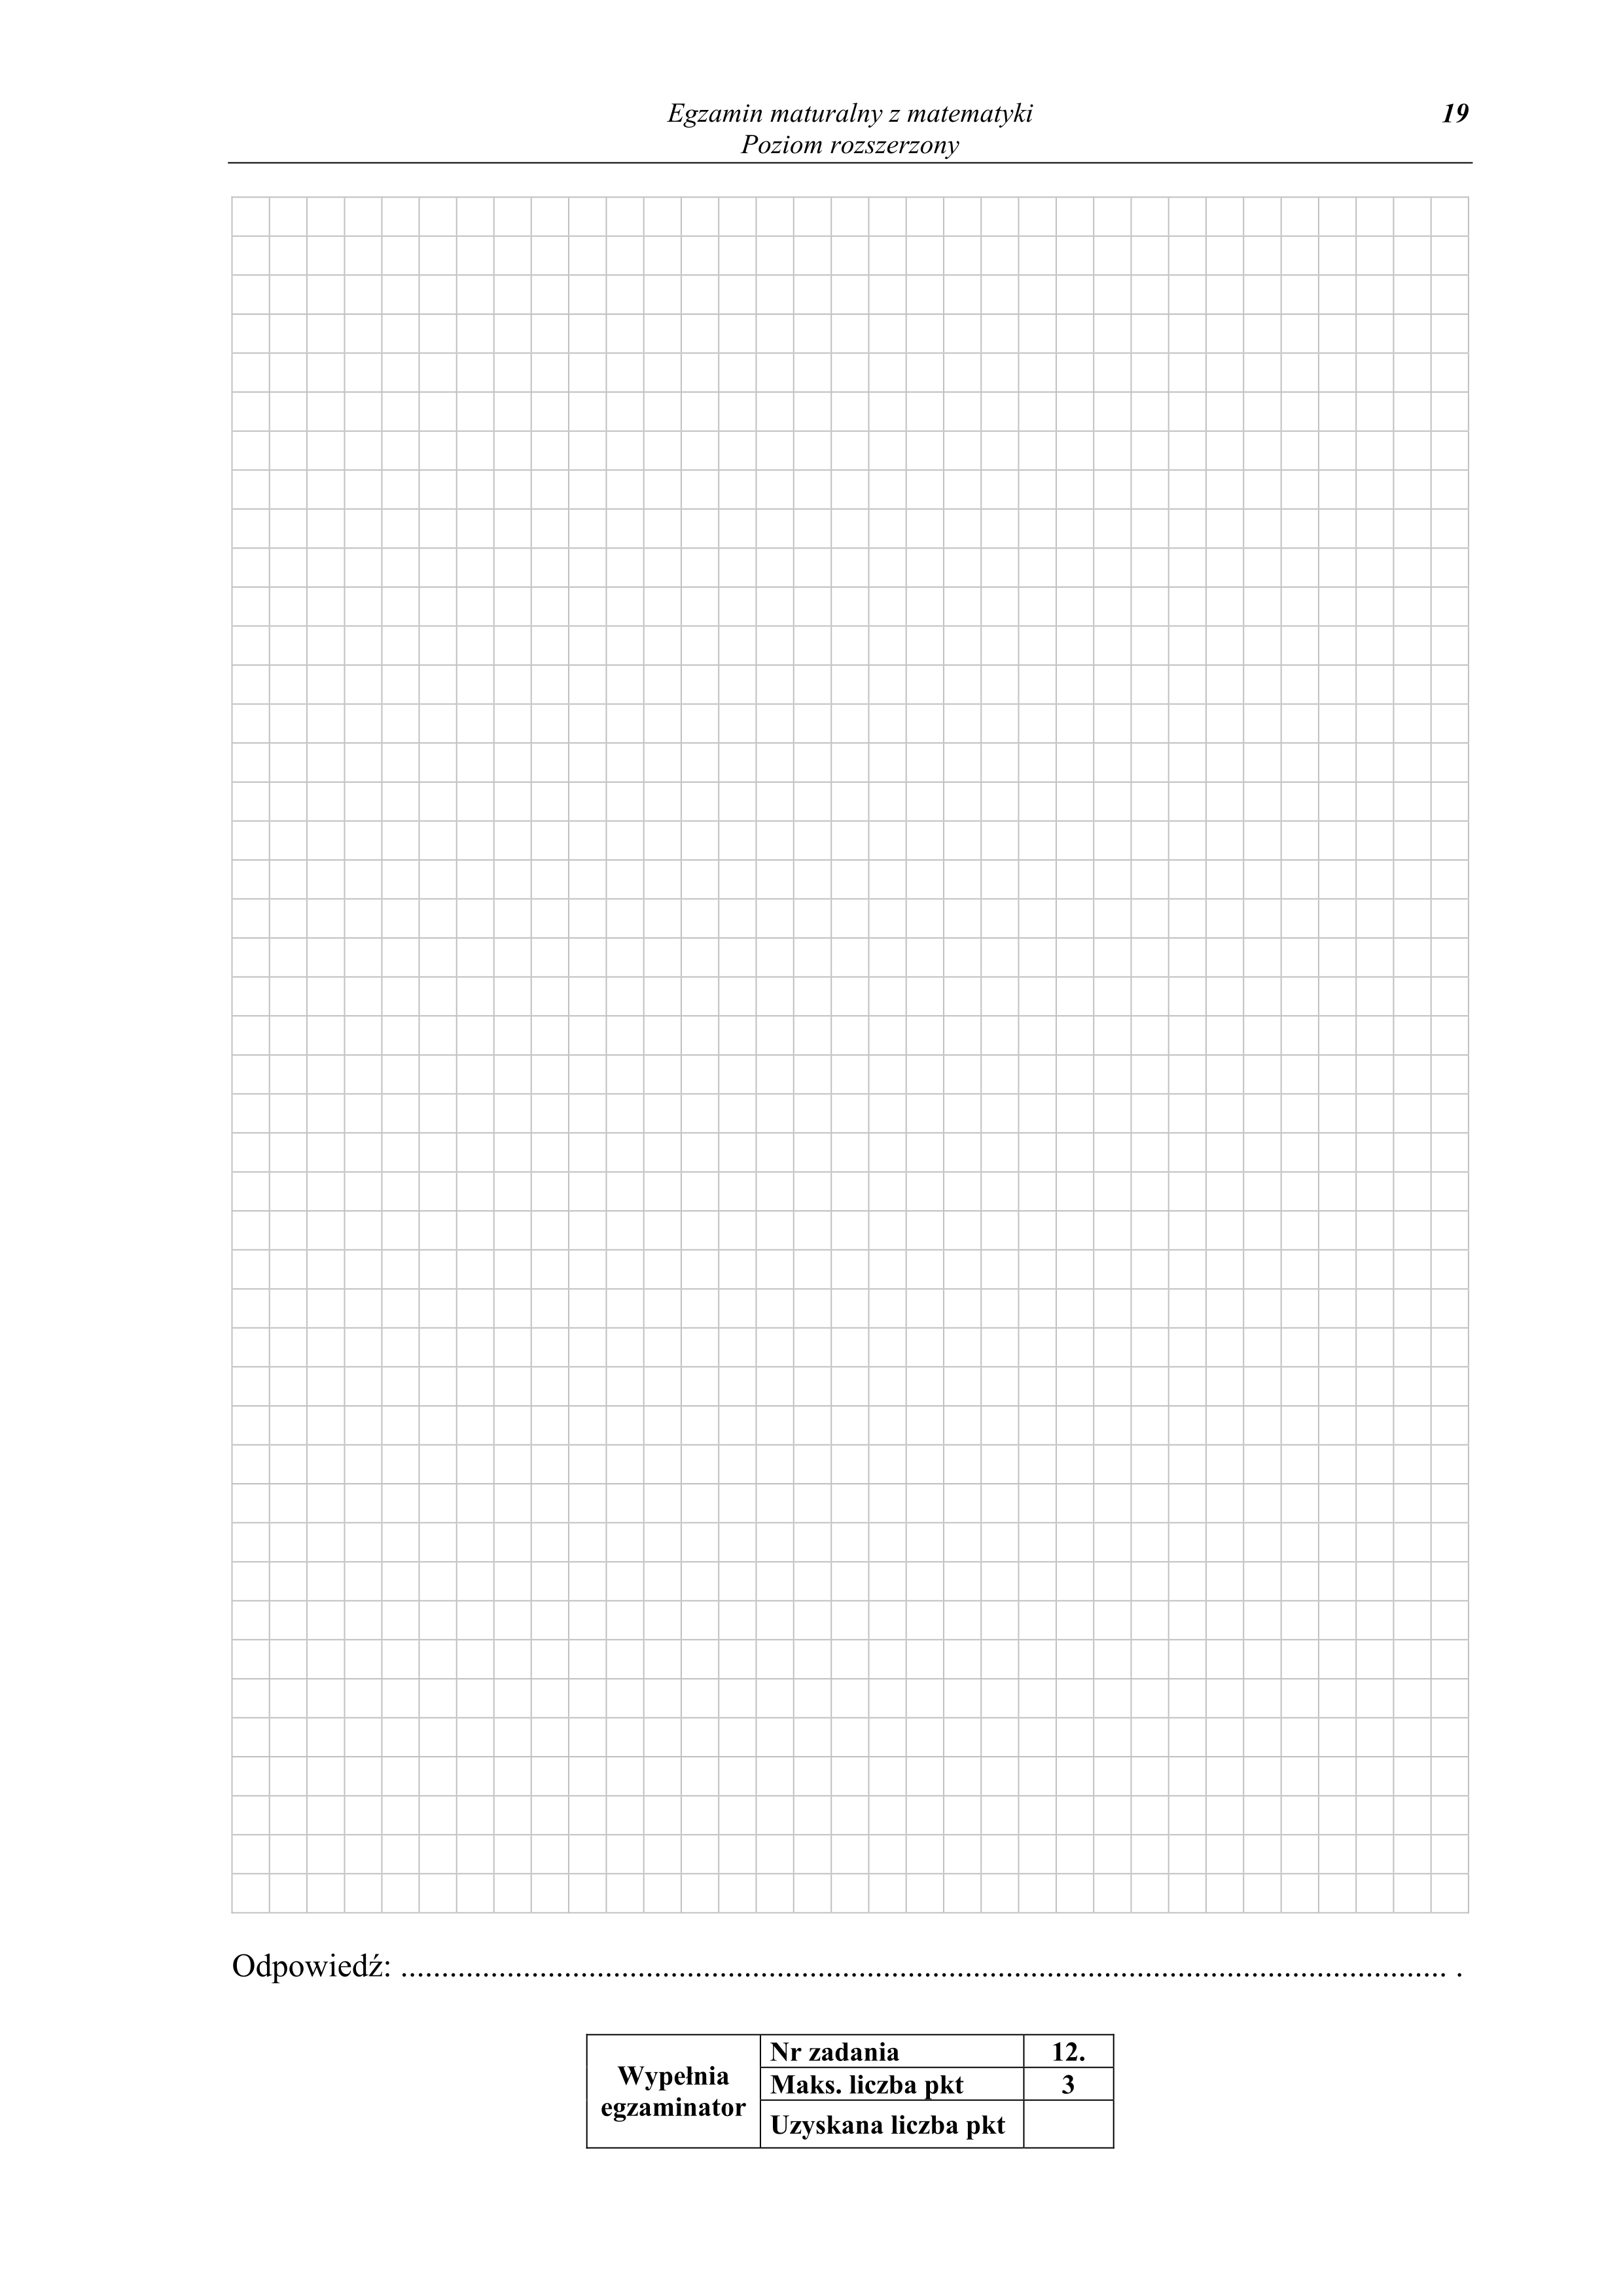 Egzamin maturalny z matematyki 19
Poziom rozszerzony
Odpowiedź: ................................................................................................................................ .
Wypełnia egzaminator
Nr zadania 12.
Maks. liczba pkt 3
Uzyskana liczba pkt